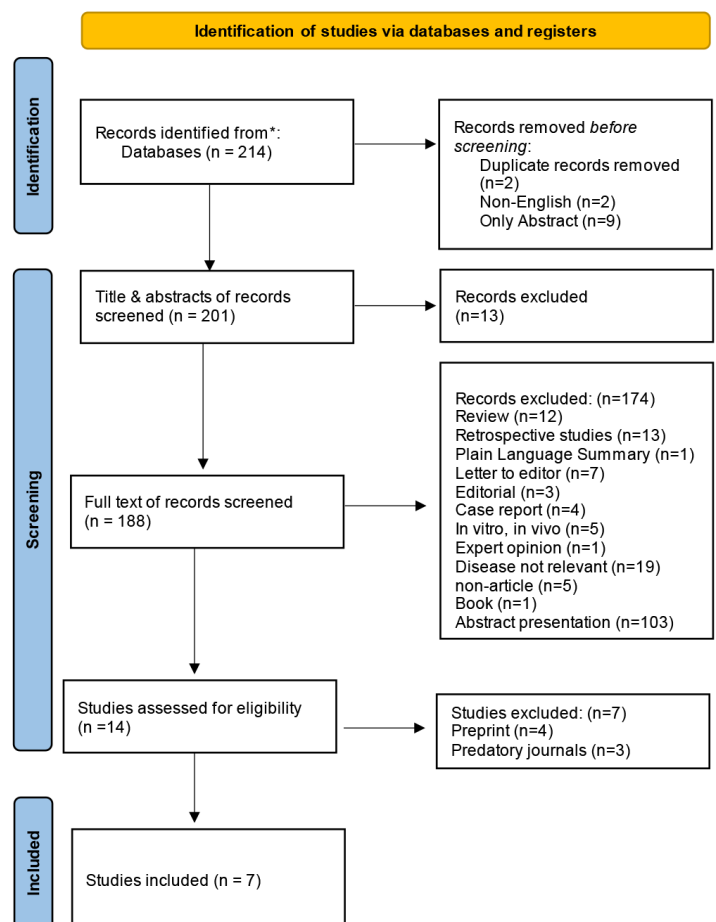 Identification of studies via databases and registers
Identification
Records identified from*:
Databases (n = 214)
Records removed before
screening:
Duplicate records removed
(n=2)
Non-English (n=2)
Only Abstract (n=9)
Screening
Title & abstracts of records
screened (n = 201)
Records excluded
(n=13)
Full text of records screened
(n = 188)
Records excluded: (n=174)
Review (n=12)
Retrospective studies (n=13)
Plain Language Summary (n=1)
Letter to editor (n=7)
Editorial (n=3)
Case report (n=4)
In vitro, in vivo (n=5)
Expert opinion (n=1)
Disease not relevant (n=19)
non-article (n=5)
Book (n=1)
Abstract presentation (n=103)
Studies assessed for eligibility
(n =14)
Studies excluded: (n=7)
Preprint (n=4)
Predatory journals (n=3)
Included
Studies included (n = 7)